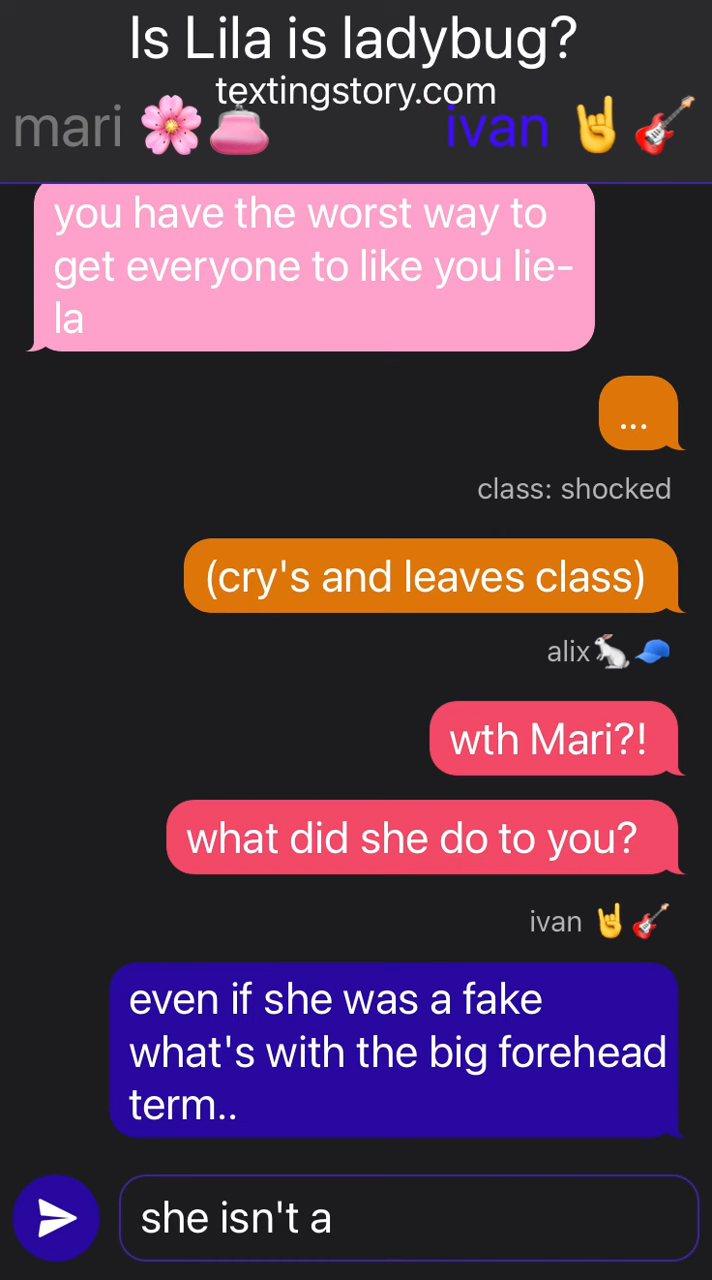 Is Lila is ladybug?
textingstory.com
mari 🌸👛 ivan 🤘🎸
you have the worst way to
get everyone to like you lie-
la
...
class: shocked
(cry's and leaves class)
alix🐇🧢
wth Mari?!
what did she do to you?
ivan 🤘🎸
even if she was a fake
what's with the big forehead
term..
she isn't a